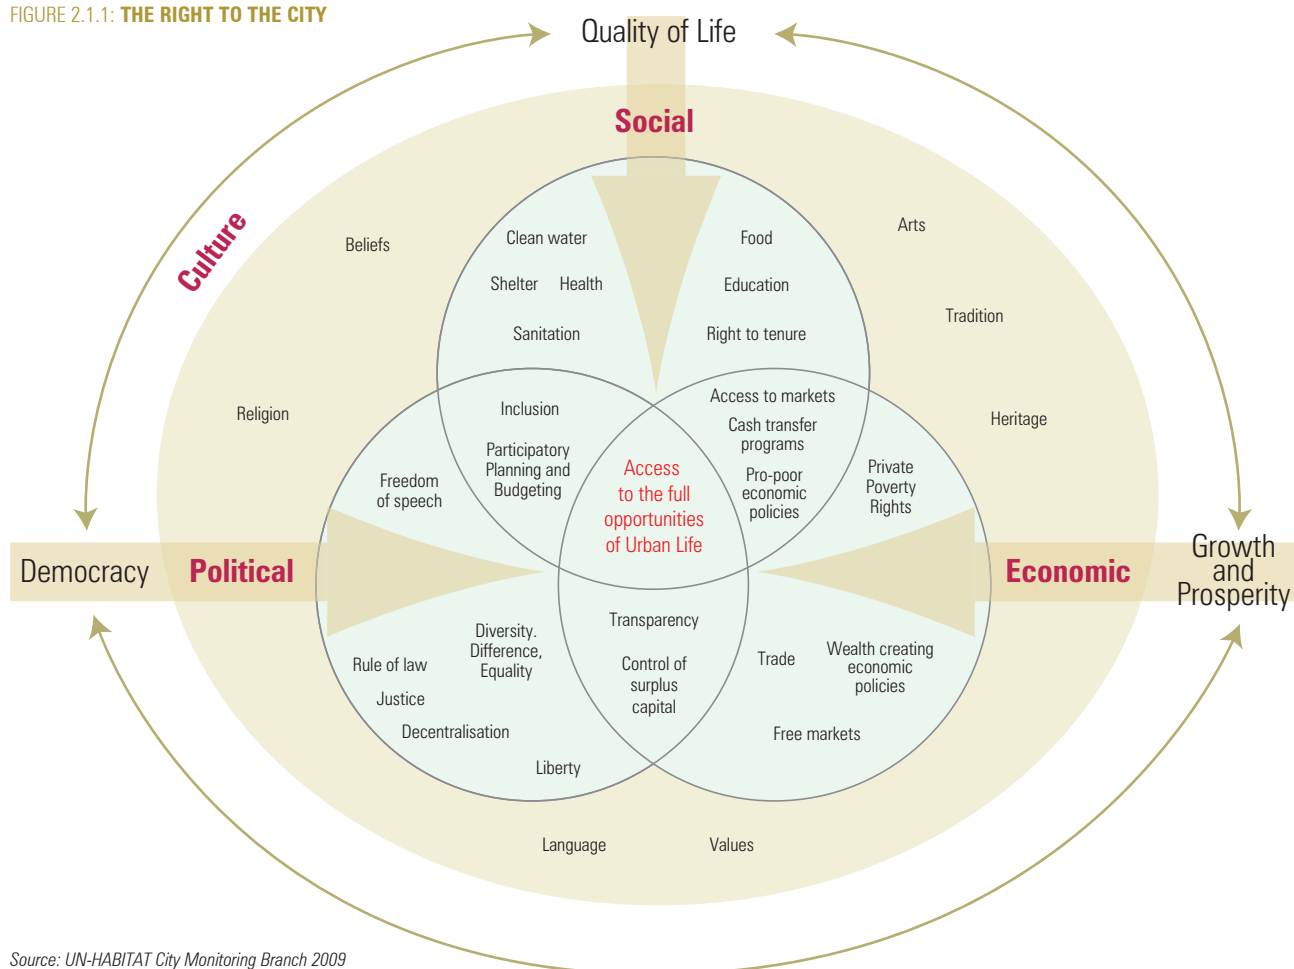 FIGURE 2.1.1: THE RIGHT TO THE CITY
Quality of Life
Social
Culture
Beliefs
Religion
Arts
Tradition
Heritage
Clean water
Shelter
Health
Sanitation
Food
Education
Right to tenure
Inclusion
Participatory
Planning and
Budgeting
Access to markets
Cash transfer
programs
Pro-poor
economic
policies
Access
to the full
opportunities
of Urban Life
Freedom
of speech
Private
Poverty
Rights
Democracy
Political
Economic
Growth
and
Prosperity
Diversity.
Difference,
Equality
Rule of law
Justice
Decentralisation
Liberty
Transparency
Control of
surplus
capital
Trade
Wealth creating
economic
policies
Free markets
Language
Values
Source: UN-HABITAT City Monitoring Branch 2009